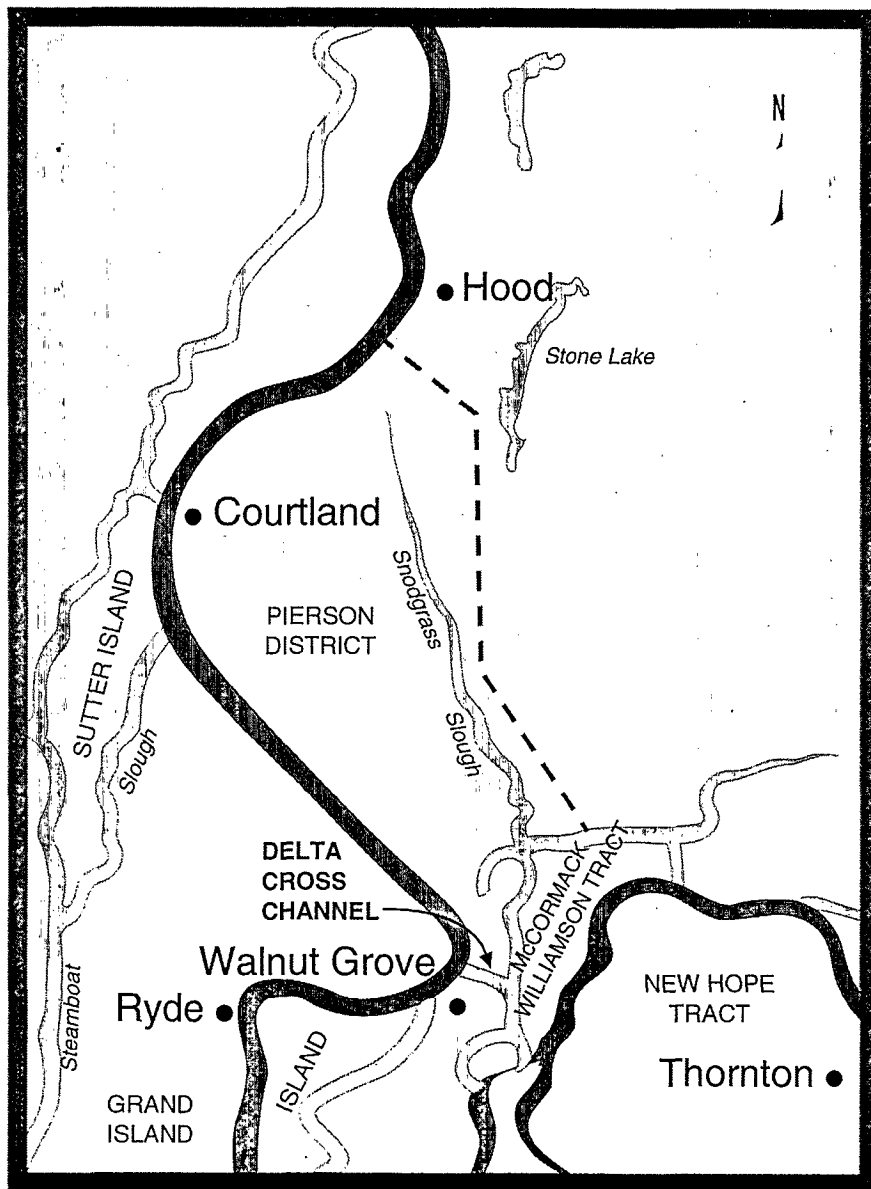 N
Hood
Stone Lake
Courtland
Snodgrass
Slough
SUTTER ISLAND
Slough
PIERSON
DISTRICT
DELTA
CROSS
CHANNEL
McCORMACK
WILLIAMSON TRACT
Walnut Grove
Ryde
NEW HOPE
TRACT
Steamboat
ISLAND
Thornton
GRAND
ISLAND